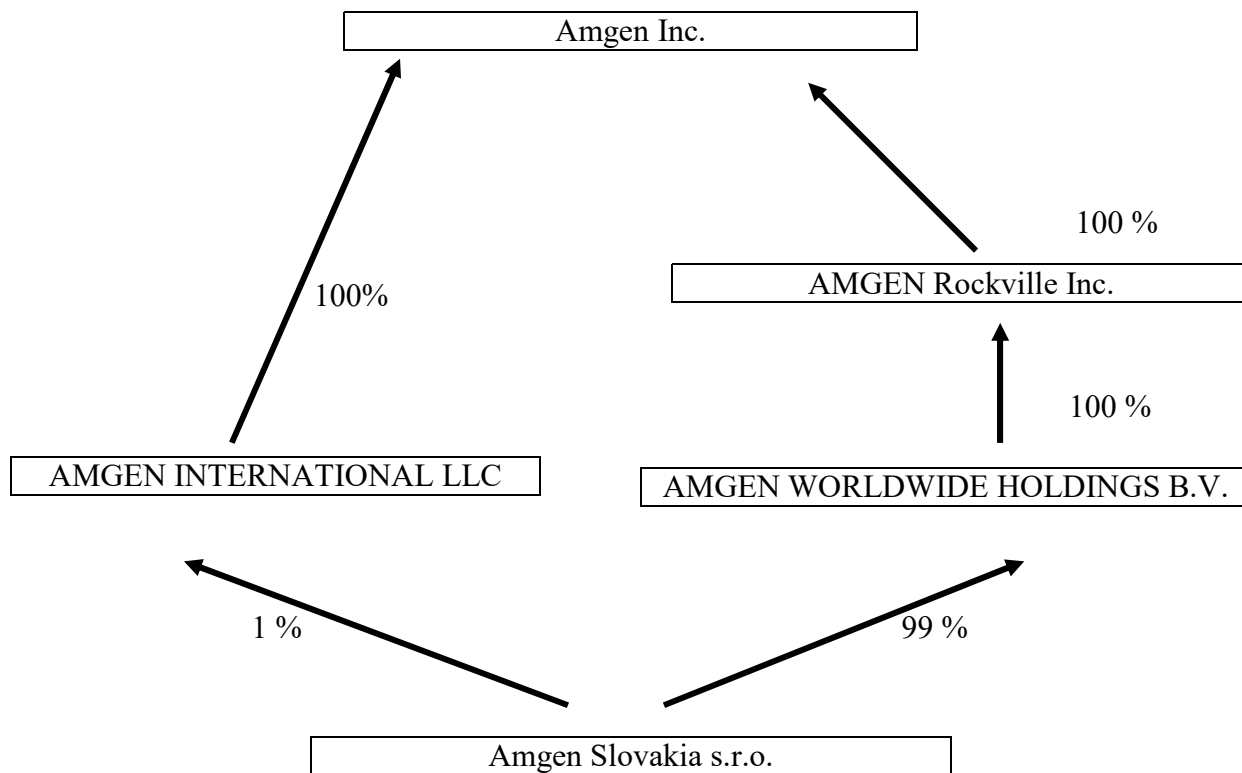 Amgen Inc.
100 %
AMGEN Rockville Inc.
100%
100 %
AMGEN INTERNATIONAL LLC
AMGEN WORLDWIDE HOLDINGS B.V.
1 %
99 %
Amgen Slovakia s.r.o.